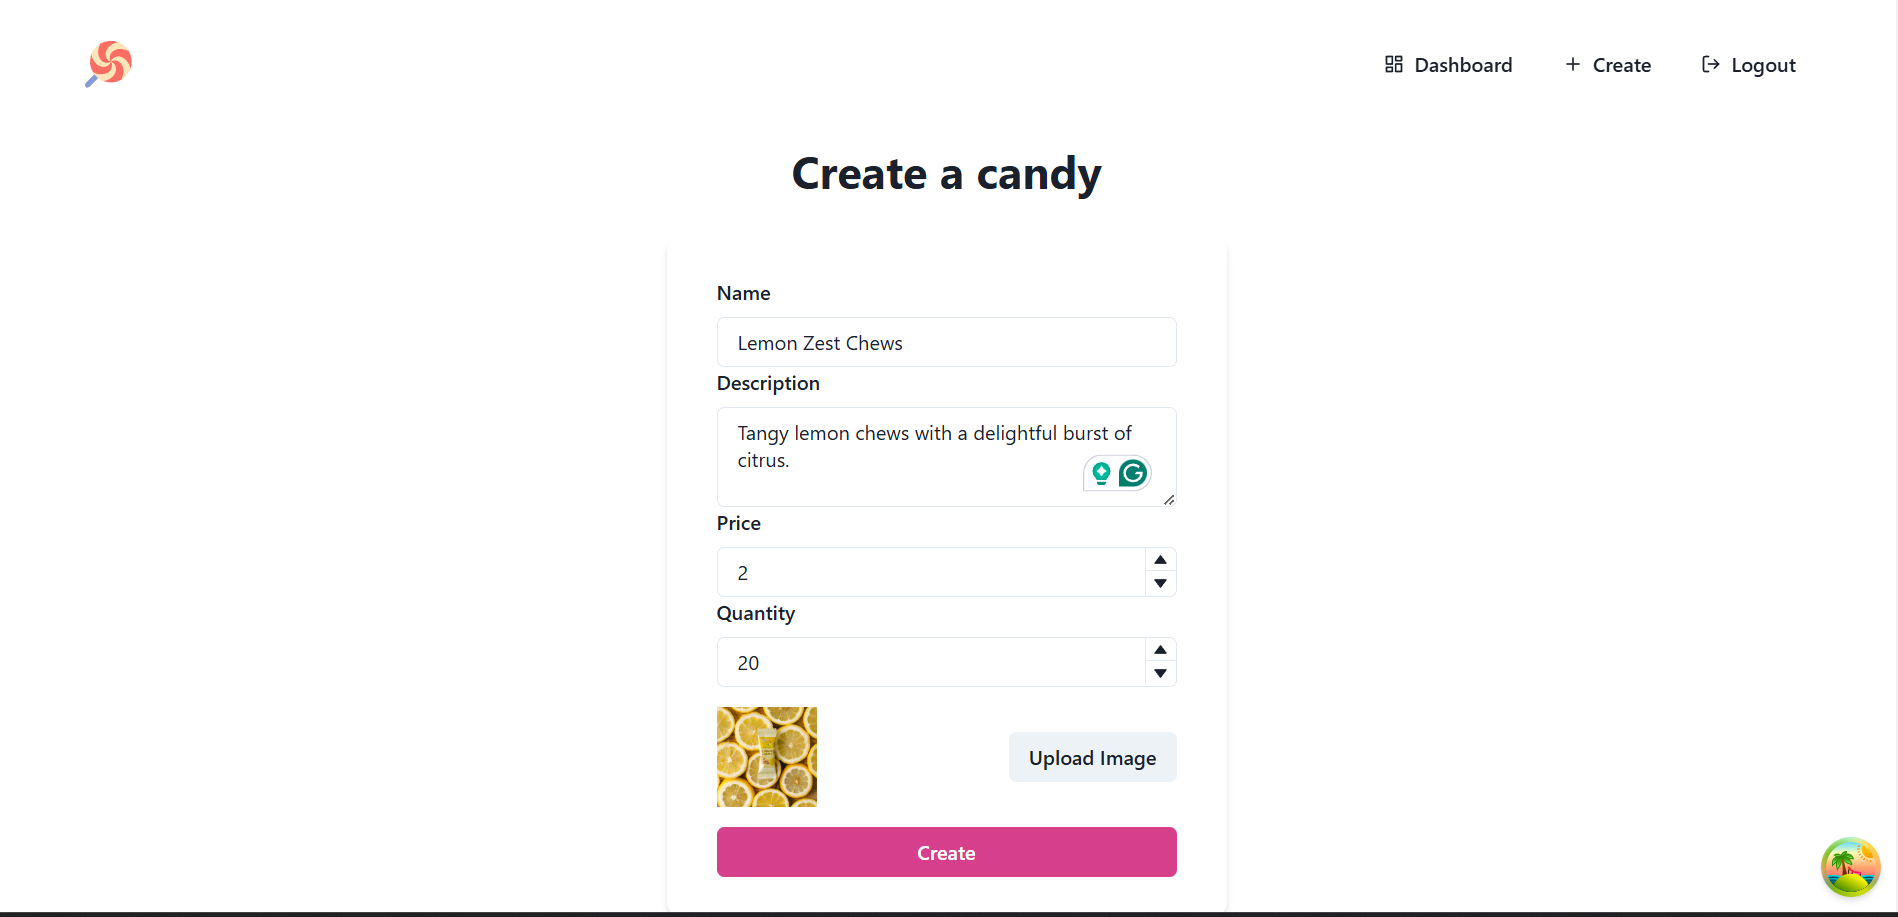 Dashboard
Create
Logout
Create a candy
Name
Lemon Zest Chews
Description
Tangy lemon chews with a delightful burst of
citrus.
Price
2
Quantity
20
Upload Image
Create